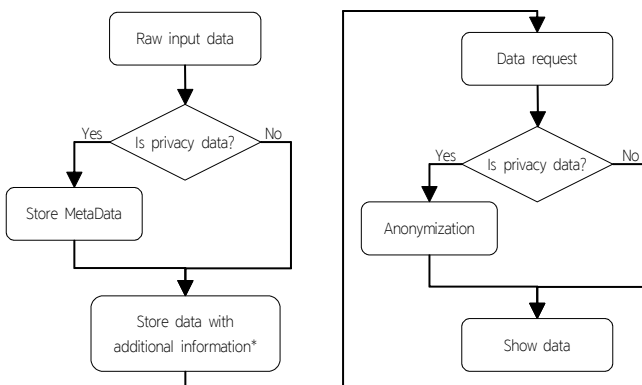 Raw input data
Is privacy data?
Yes
No
Store MetaData
Store data with
additional information*
Data request
Is privacy data?
Yes
No
Anonymization
Show data